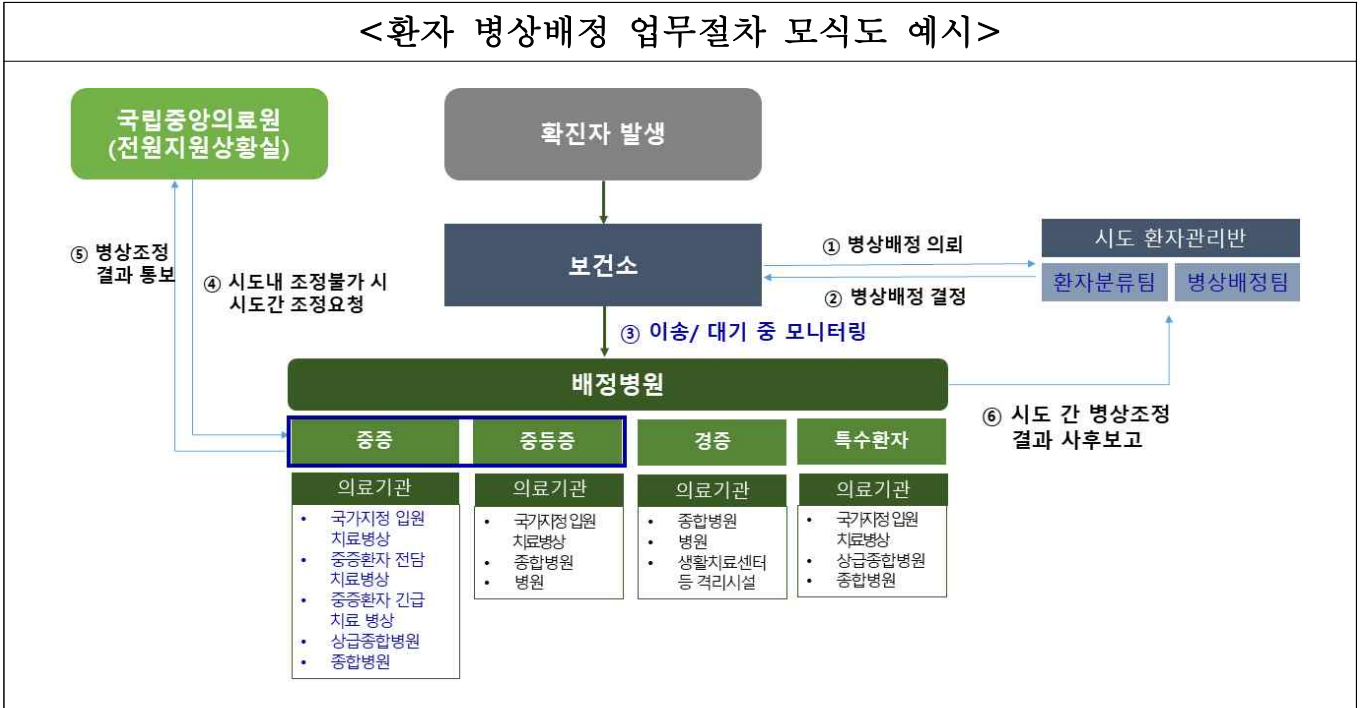 <환자 병상배정 업무절차 모식도 예시>
국립중앙의료원
(전원지원상황실)
확진자 발생
⑤ 병상조정
결과 통보
④ 시도내 조정불가 시
시도간 조정요청
보건소
① 병상배정 의뢰
② 병상배정 결정
시도 환자관리반
환자분류팀
병상배정팀
③ 이송/ 대기 중 모니터링
배정병원
⑥ 시도 간 병상조정
결과 사후보고
중증
의료기관
• 국가지정 입원
치료병상
• 중증환자 전담
치료병상
• 중증환자 긴급
치료 병상
• 상급종합병원
• 종합병원
중등증
의료기관
• 국가지정 입원
치료병상
• 종합병원
• 병원
경증
의료기관
• 종합병원
• 병원
• 생활치료센터
등 격리시설
특수환자
의료기관
• 국가지정 입원
치료병상
• 상급종합병원
• 종합병원